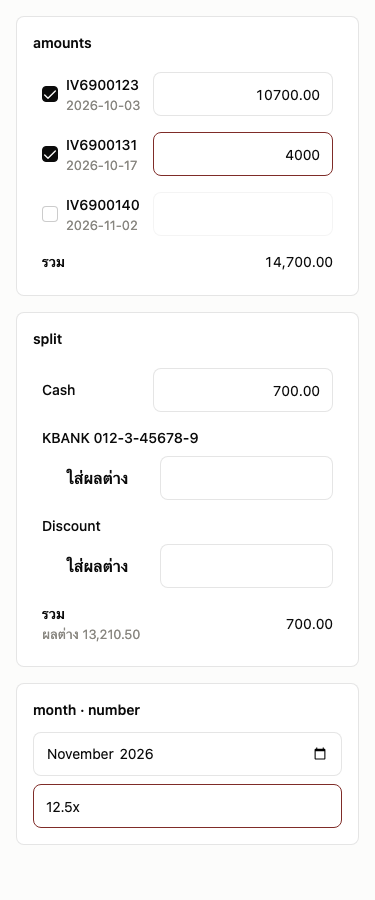 amounts
IV6900123
2026-10-03
10700.00
IV6900131
2026-10-17
4000
IV6900140
2026-11-02
รวม
14,700.00
split
Cash
700.00
KBANK 012-3-45678-9
ใส่ผลต่าง
Discount
ใส่ผลต่าง
รวม
ผลต่าง 13,210.50
700.00
month · number
November 2026
12.5x